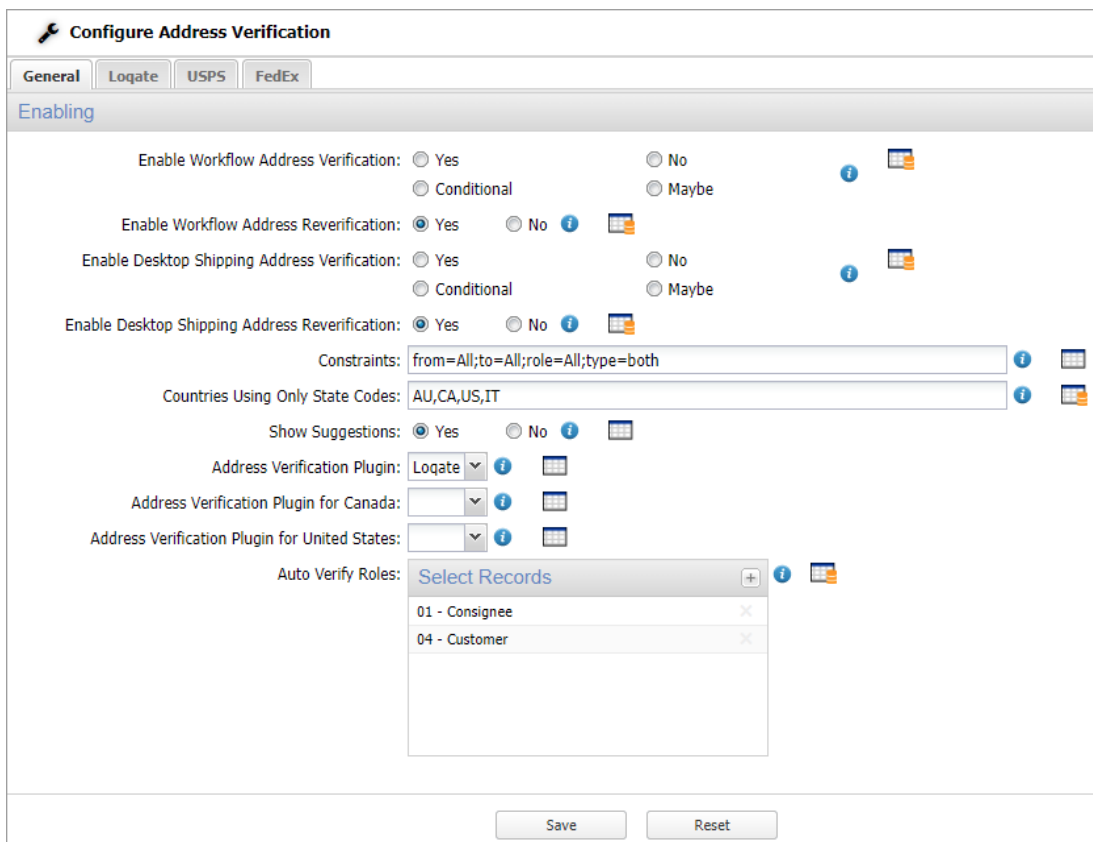 Configure Address Verification
General Loqate USPS FedEx
Enabling
Enable Workflow Address Verification: Yes No
Conditional Maybe
Enable Workflow Address Reverification: Yes No
Enable Desktop Shipping Address Verification: Yes No
Conditional Maybe
Enable Desktop Shipping Address Reverification: Yes No
Constraints: from=All;to=All;role=All;type=both
Countries Using Only State Codes: AU,CA,US,IT
Show Suggestions: Yes No
Address Verification Plugin: Loqate
Address Verification Plugin for Canada:
Address Verification Plugin for United States:
Auto Verify Roles: Select Records
01 - Consignee
04 - Customer
Save Reset